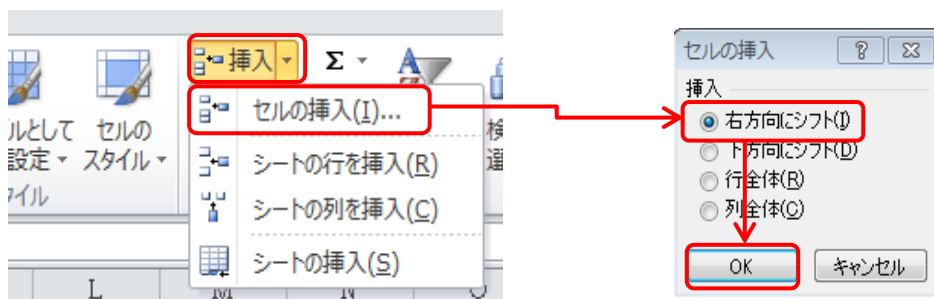 挿入
Σ
A
ルとして
設定
イル
セルの
スタイル
検
選
セルの挿入(I)...
シートの行を挿入(R)
シートの列を挿入(C)
シートの挿入(S)
L
M
N
O
セルの挿入
?
挿入
右方向にシフト(I)
下方向にシフト(D)
行全体(R)
列全体(C)
OK
キャンセル